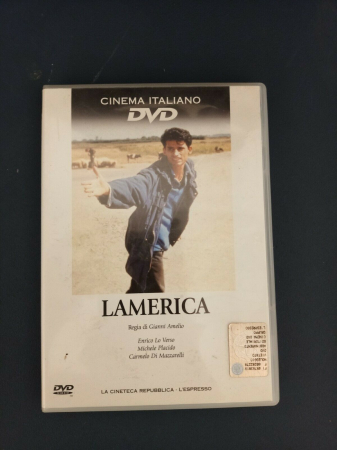 CINEMA ITALIANO
DVD
LAMERICA
Regia di Gianni Amelio
Enrico Lo Verso
Michele Placido
Carmelo Di Mazzarelli
DVD
LA CINETECA REPUBBLICA - L'ESPRESSO